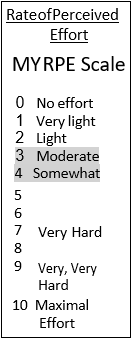 RateofPerceived
Effort
MYRPE Scale
0 No effort
1 Very light
2 Light
3 Moderate
4 Somewhat
5
6
7 Very Hard
8
9 Very, Very
Hard
10 Maximal
Effort